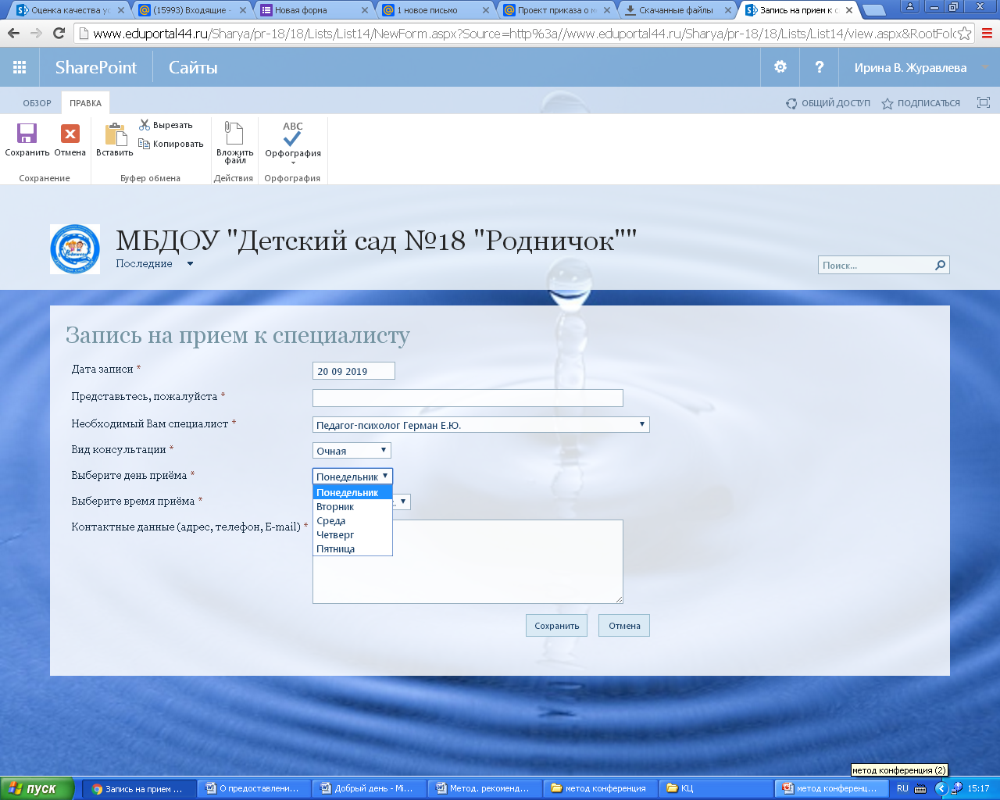 Оценка качества ус
(15993) Входящие -
Новая форма
1 новое письмо
Проект приказа о м
Скачанные файлы
Запись на прием к с
www.eduportal44.ru/Sharya/pr-18/18/Lists/List14/NewForm.aspx?Source=http%3a//www.eduportal44.ru/Sharya/pr-18/18/Lists/List14/view.aspx&RootFol
SharePoint Сайты ? Ирина В. Журавлева
ОБЗОР ПРАВКА ОБЩИЙ ДОСТУП ПОДПИСАТЬСЯ
Сохранить Отмена
Сохранение
Вставить Вырезать
Копировать
Буфер обмена
Вложить
файл
Действия
ABC
Орфография
Орфография
МБДОУ "Детский сад №18 "Родничок""
Последние
Поиск...
Запись на прием к специалисту
Дата записи * 20 09 2019
Представьтесь, пожалуйста *
Необходимый Вам специалист * Педагог-психолог Герман Е.Ю.
Вид консультации * Очная
Выберите день приёма * Понедельник
Понедельник
Вторник
Среда
Четверг
Пятница
Выберите время приёма *
Контактные данные (адрес, телефон, E-mail) *
Сохранить Отмена
метод конференция (2)
пуск
Запись на прием ...
О предоставлени...
Добрый день - Mi...
Метод. рекоменд...
метод конференция
КЦ
метод конференц...
RU 15:17